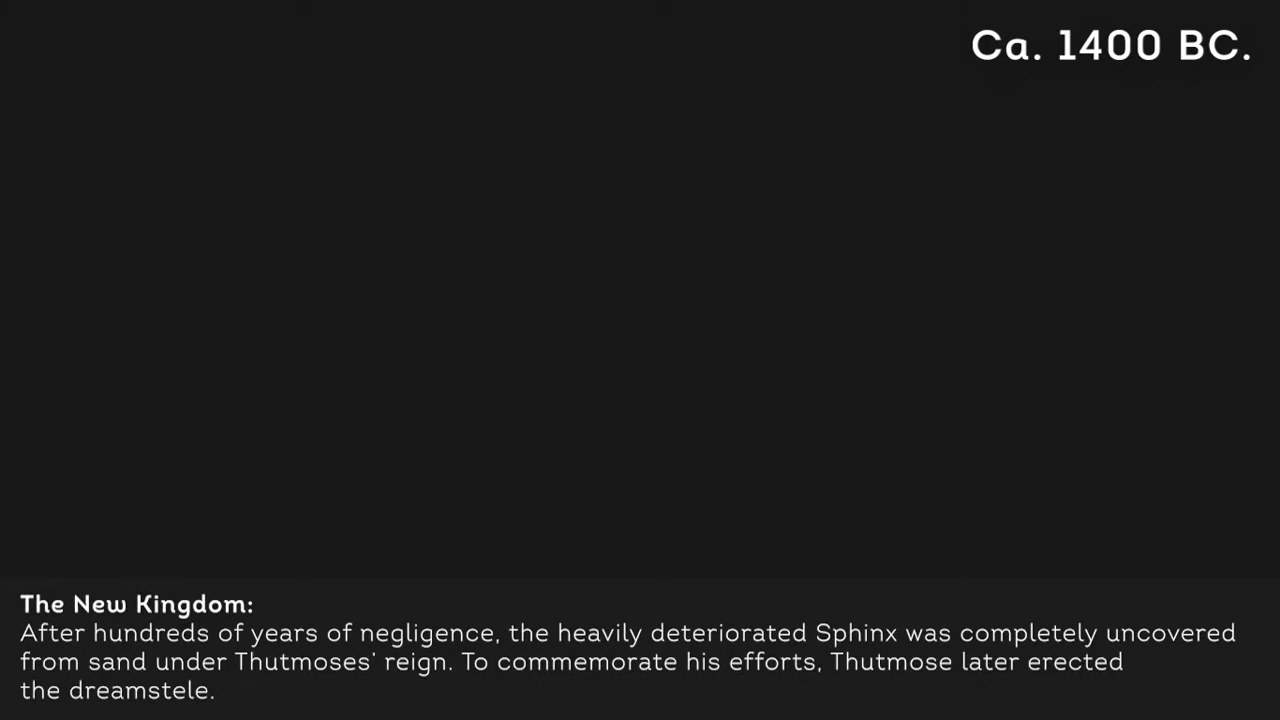 Ca. 1400 BC.
The New Kingdom:
After hundreds of years of negligence, the heavily deteriorated Sphinx was completely uncovered
from sand under Thutmoses' reign. To commemorate his efforts, Thutmose later erected
the dreamstele.